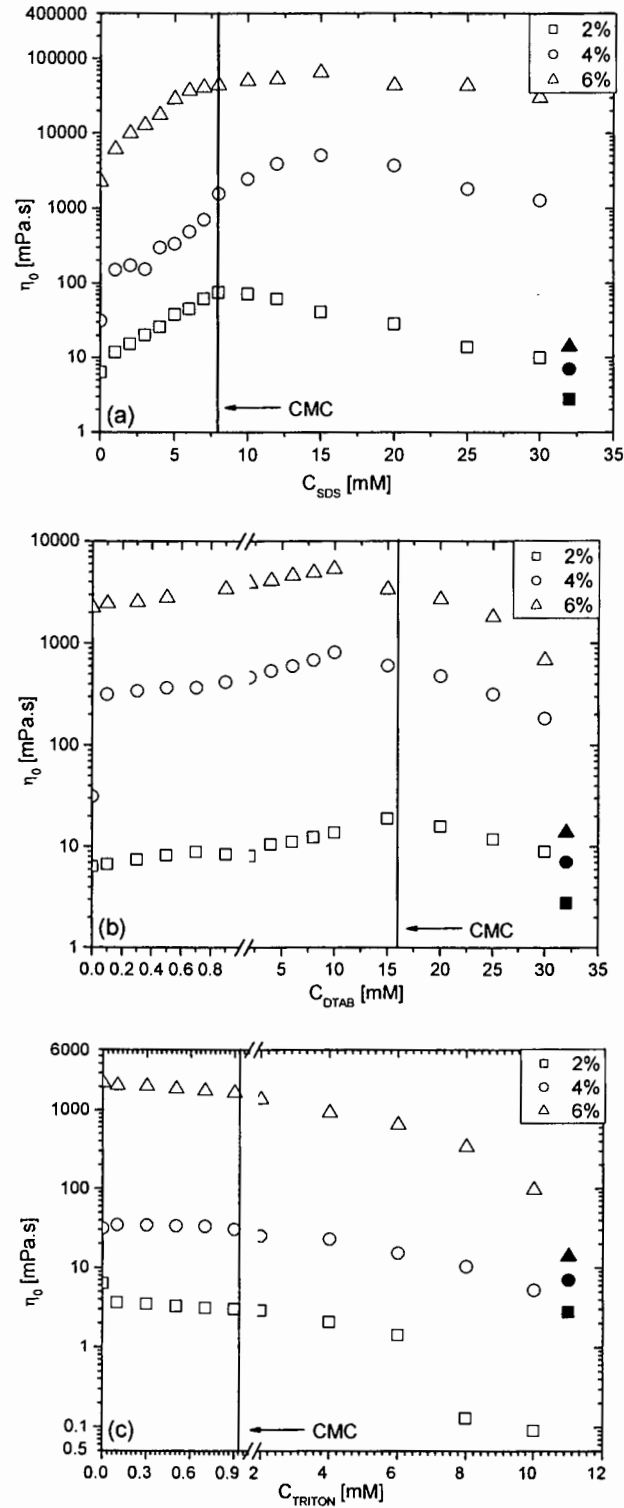 400000
100000
10000
1000
100
10
1
η₀ [mPa.s]
2%
4%
6%
(a)
CMC
0 5 10 15 20 25 30 35
C_SDS [mM]
10000
1000
100
10
1
η₀ [mPa.s]
2%
4%
6%
(b)
CMC
0.0 0.2 0.4 0.6 0.8 5 10 15 20 25 30 35
C_DTAB [mM]
6000
1000
100
10
1
0.1
0.5
η₀ [mPa.s]
2%
4%
6%
(c)
CMC
0.0 0.3 0.6 0.9 2 4 6 8 10 12
C_TRITON [mM]